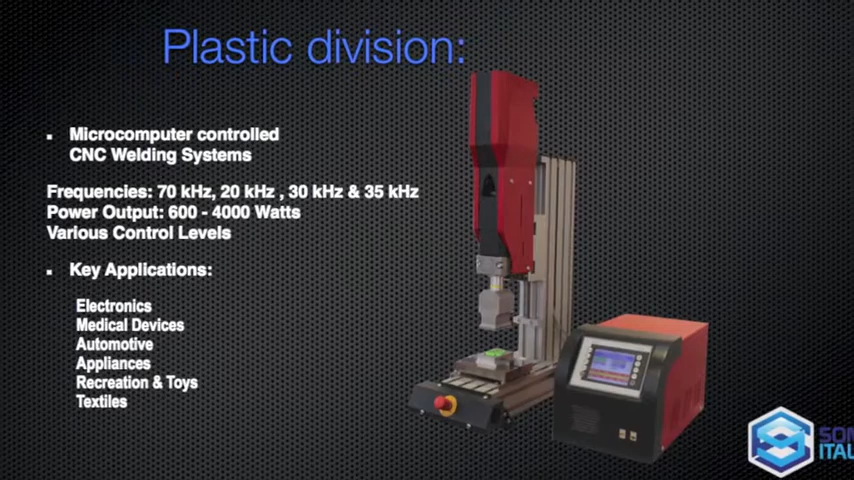 Plastic division:
Microcomputer controlled
CNC Welding Systems
Frequencies: 70 kHz, 20 kHz , 30 kHz & 35 kHz
Power Output: 600 - 4000 Watts
Various Control Levels
Key Applications:
Electronics
Medical Devices
Automotive
Appliances
Recreation & Toys
Textiles